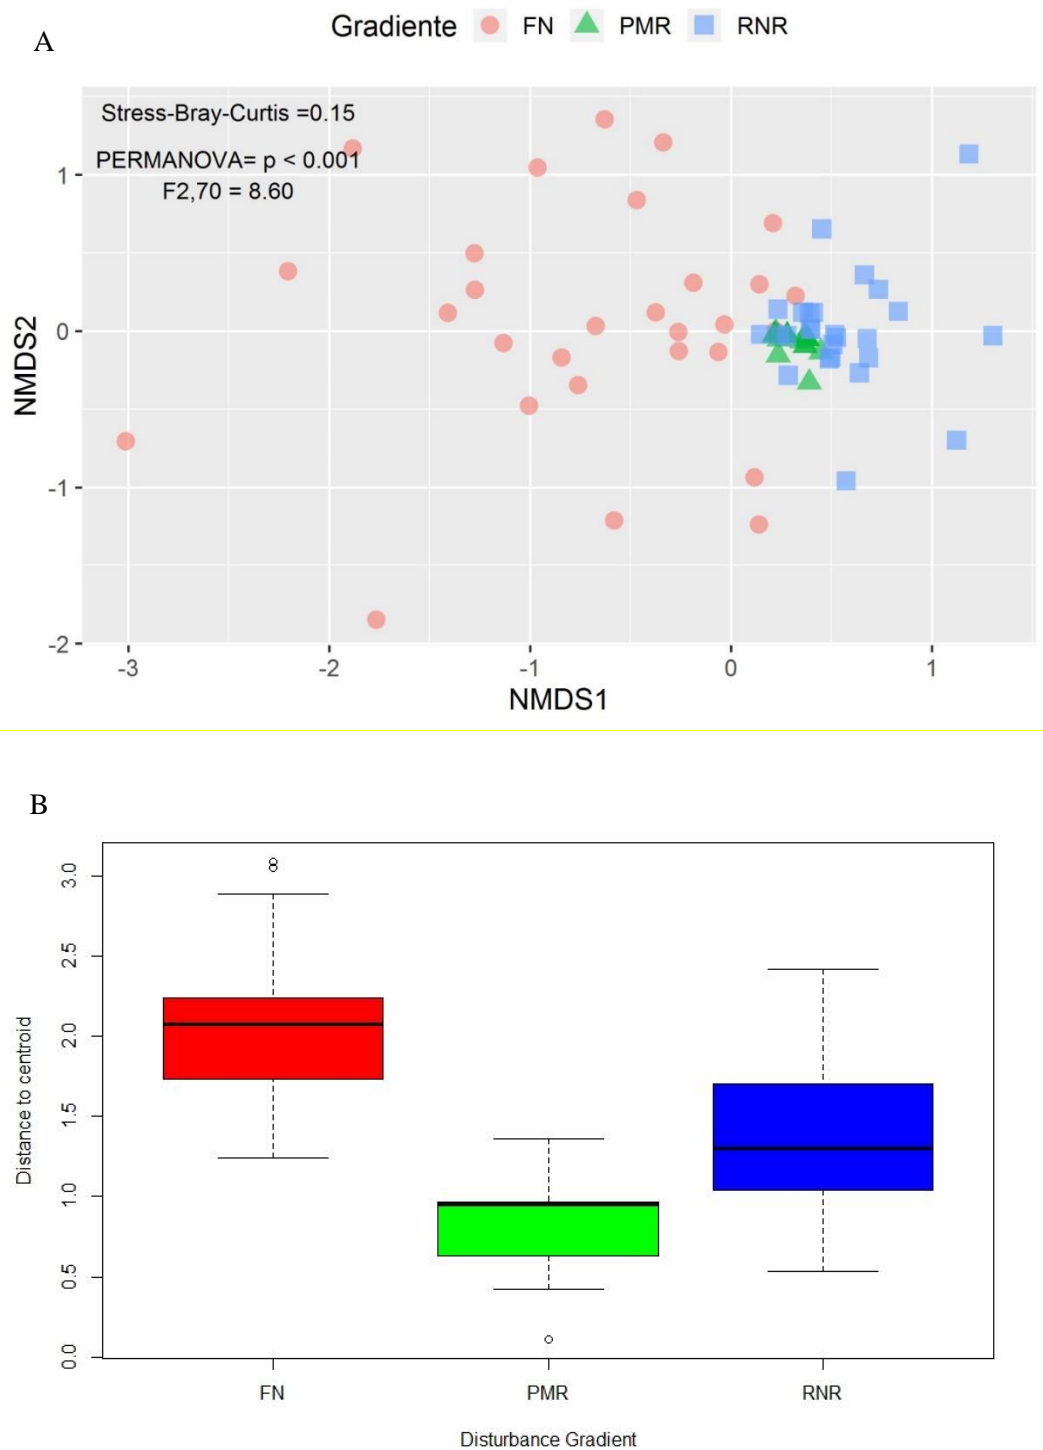 Gradiente FN PMR RNR
A
Stress-Bray-Curtis =0.15
PERMANOVA= p < 0.001
F2,70 = 8.60
1
0
-1
-2
NMDS2
-3 -2 -1 0 1
NMDS1
B
3.0
2.5
2.0
1.5
1.0
0.5
0.0
Distance to centroid
FN PMR RNR
Disturbance Gradient